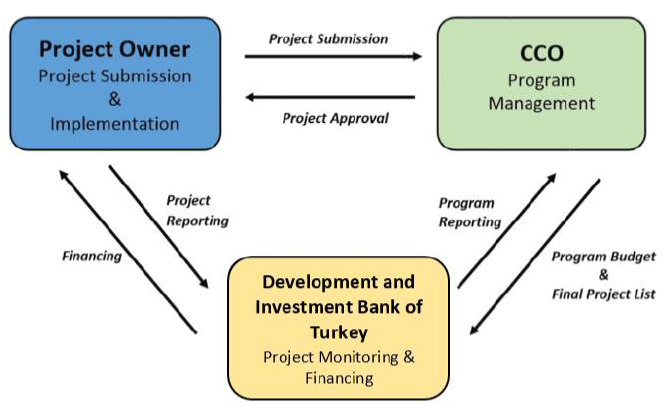 Project Owner
Project Submission
&
Implementation
Project Submission
Project Approval
CCO
Program
Management
Project
Reporting
Financing
Program
Reporting
Program Budget
&
Final Project List
Development and
Investment Bank of
Turkey
Project Monitoring &
Financing